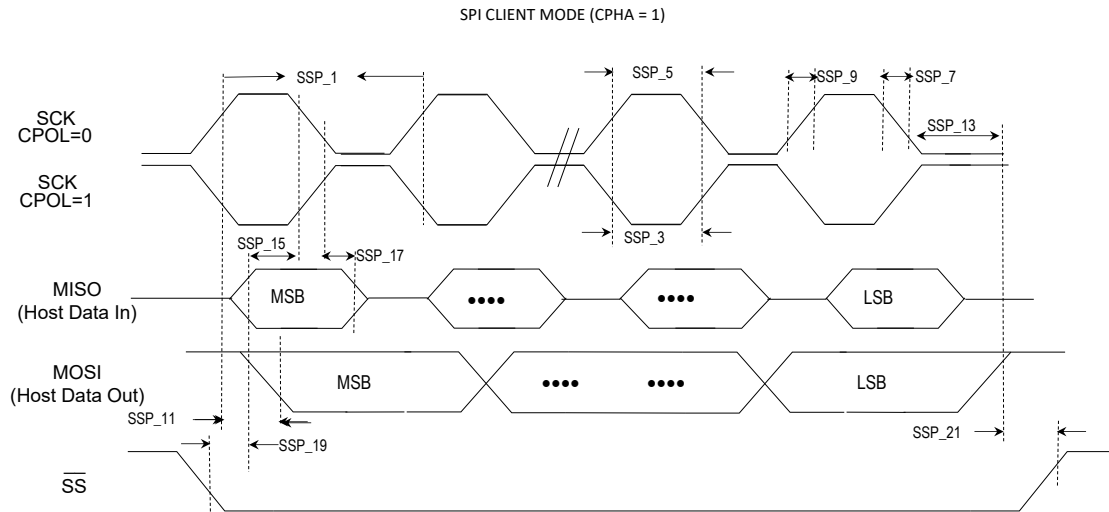 SPI CLIENT MODE (CPHA = 1)
SSP_1
SSP_5
SSP_9
SSP_7
SCK
CPOL=0
SSP_13
SCK
CPOL=1
SSP_3
SSP_15
SSP_17
MISO
(Host Data In)
MSB
••••
••••
LSB
MOSI
(Host Data Out)
MSB
••••
••••
LSB
SSP_11
SSP_19
SSP_21
SS